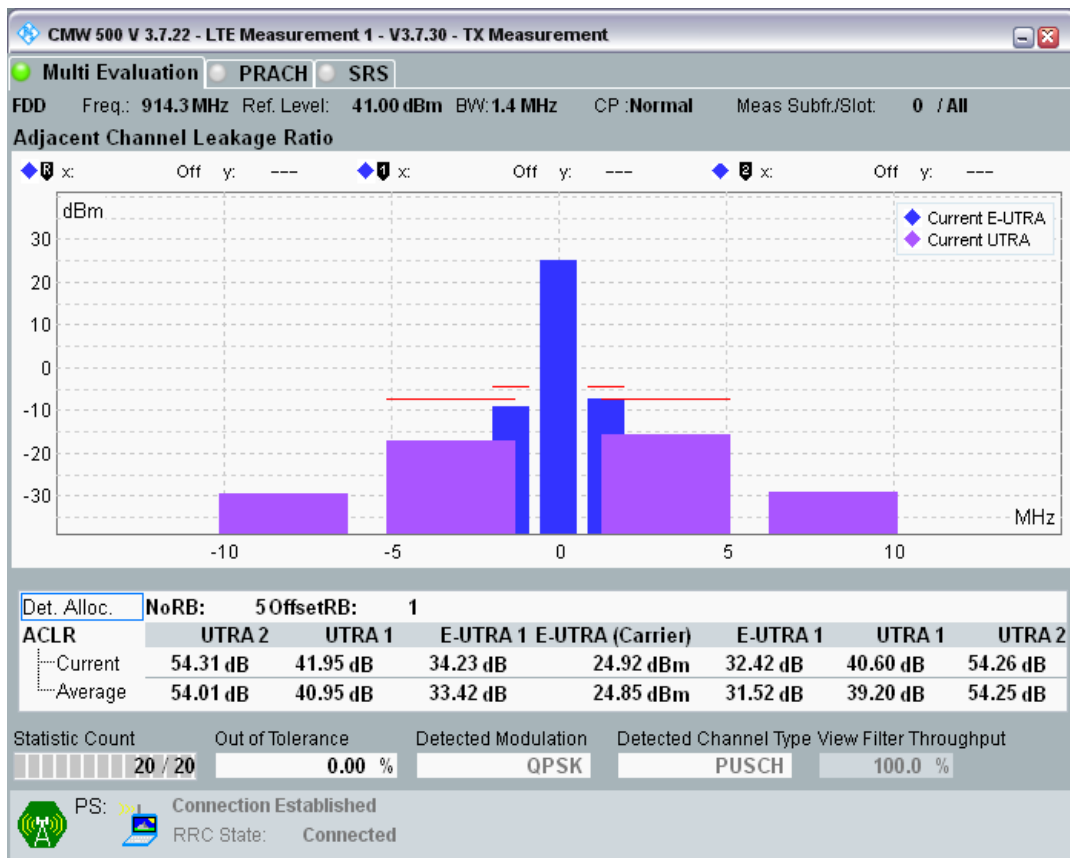 CMW 500 V 3.7.22 - LTE Measurement 1 - V3.7.30 - TX Measurement
Multi Evaluation PRACH SRS
FDD Freq.: 914.3 MHz Ref. Level: 41.00 dBm BW: 1.4 MHz CP :Normal Meas Subfr./Slot: 0 / All
Adjacent Channel Leakage Ratio
R x: Off y: --- 1 x: Off y: --- 2 x: Off y: ---
dBm
Current E-UTRA
Current UTRA
30
20
10
0
-10
-20
-30
MHz
-10 -5 0 5 10
Det. Alloc. NoRB: 5 OffsetRB: 1
ACLR UTRA 2 UTRA 1 E-UTRA 1 E-UTRA (Carrier) E-UTRA 1 UTRA 1 UTRA 2
Current 54.31 dB 41.95 dB 34.23 dB 24.92 dBm 32.42 dB 40.60 dB 54.26 dB
Average 54.01 dB 40.95 dB 33.42 dB 24.85 dBm 31.52 dB 39.20 dB 54.25 dB
Statistic Count Out of Tolerance Detected Modulation Detected Channel Type View Filter Throughput
20 / 20 0.00 % QPSK PUSCH 100.0 %
PS: Connection Established
RRC State: Connected